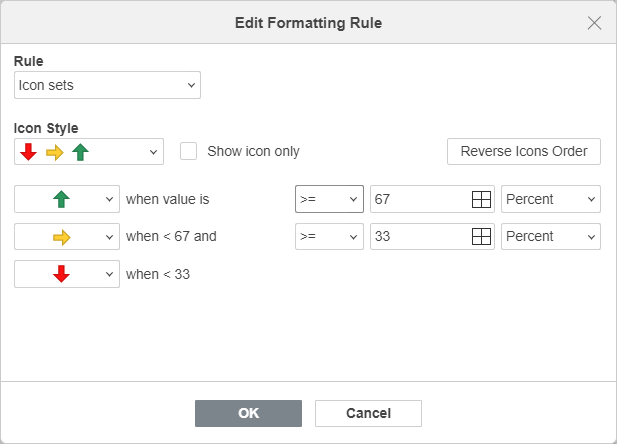 Edit Formatting Rule
Rule
Icon sets
Icon Style
Show icon only
Reverse Icons Order
when value is >= 67 Percent
when < 67 and >= 33 Percent
when < 33
OK Cancel